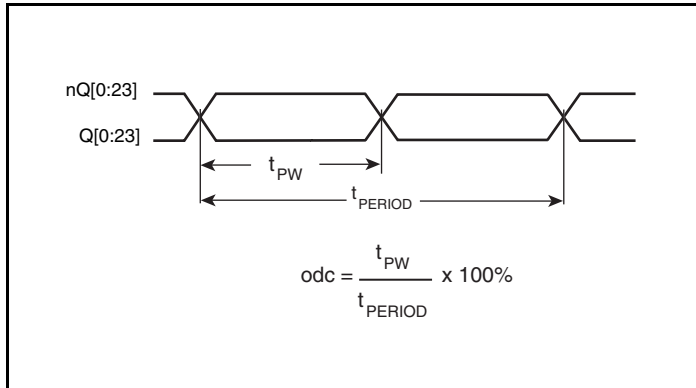 nQ[0:23]
Q[0:23]
tPW
tPERIOD
odc = tPW / tPERIOD x 100%